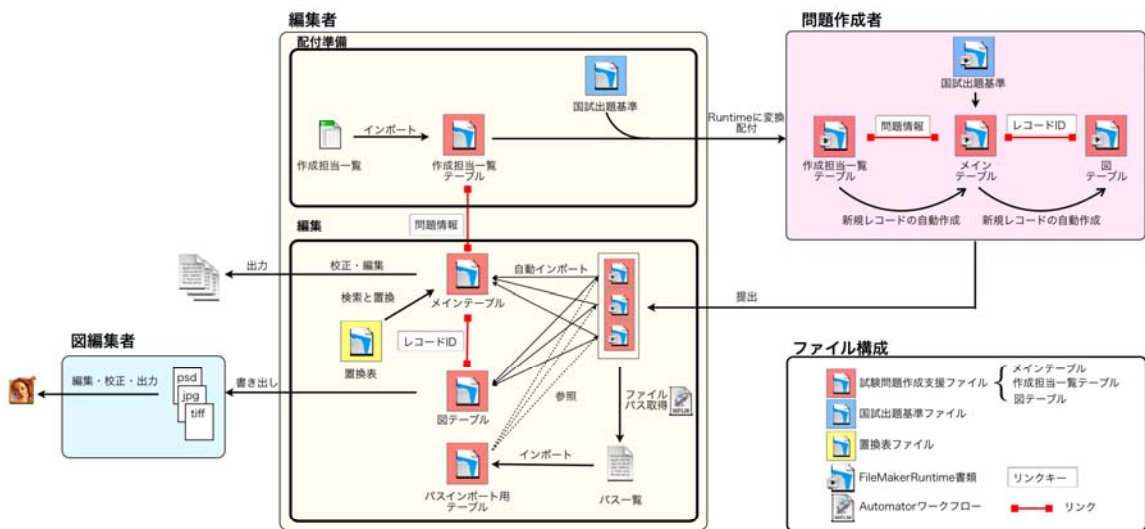 編集者
配付準備
国試出題基準
インポート
作成担当一覧
作成担当一覧
テーブル
Runtimeに変換
配付
問題作成者
国試出題基準
問題情報
レコードID
作成担当一覧
テーブル
メイン
テーブル
図
テーブル
新規レコードの自動作成
新規レコードの自動作成
問題情報
編集
出力
校正・編集
自動インポート
検索と置換
メインテーブル
提出
レコードID
置換表
図編集者
編集・校正・出力
psd
jpg
tiff
書き出し
参照
ファイル
パス取得
WFLW
図テーブル
インポート
パスインポート用
テーブル
パス一覧
ファイル構成
試験問題作成支援ファイル
メインテーブル
作成担当一覧テーブル
図テーブル
国試出題基準ファイル
置換表ファイル
FileMakerRuntime書類
リンクキー
WFLW
Automatorワークフロー
リンク